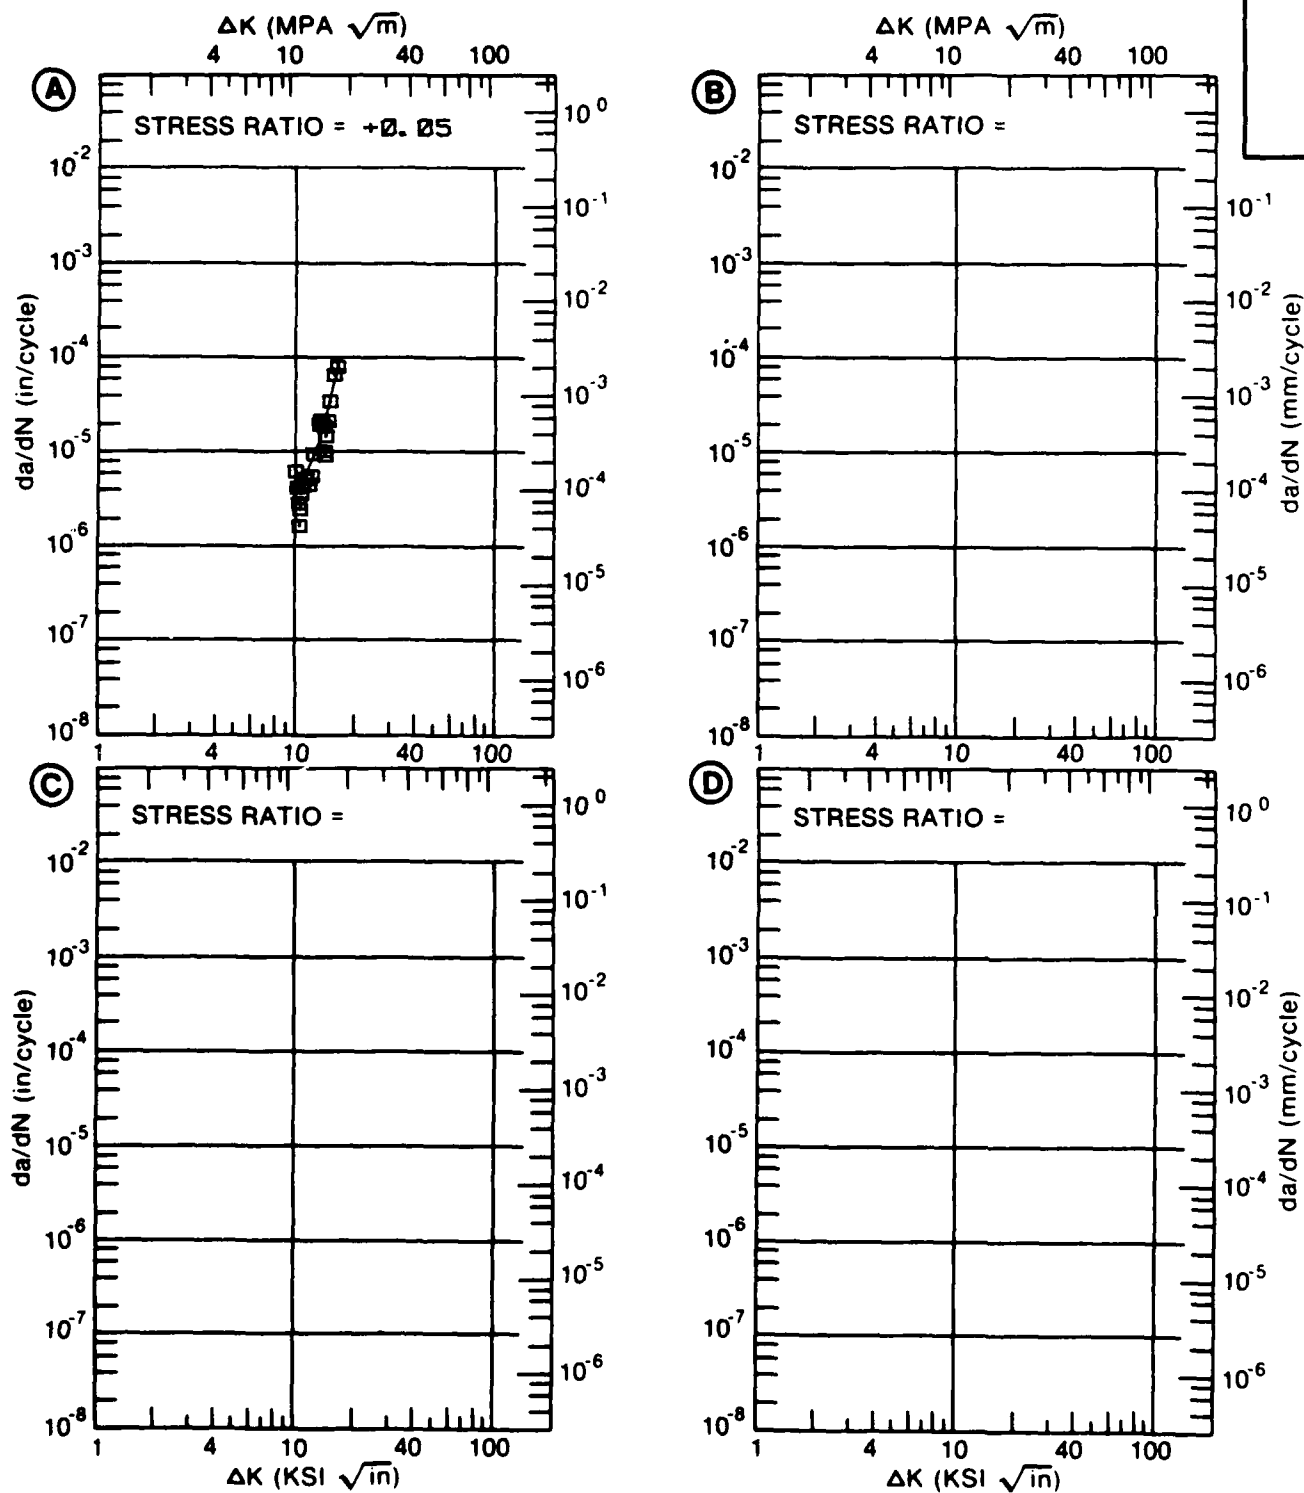 ΔK (MPA √m)
4 10 40 100
A
STRESS RATIO = +0.05
10^0
10^-1
10^-2
10^-3
10^-4
10^-5
10^-6
10^-2
10^-3
10^-4
10^-5
10^-6
10^-7
10^-8
da/dN (in/cycle)
1 4 10 40 100
ΔK (MPA √m)
4 10 40 100
B
STRESS RATIO =
10^-2
10^-3
10^-4
10^-5
10^-6
10^-7
10^-8
10^-1
10^-2
10^-3
10^-4
10^-5
10^-6
da/dN (mm/cycle)
1 4 10 40 100
C
STRESS RATIO =
10^0
10^-1
10^-2
10^-3
10^-4
10^-5
10^-6
10^-2
10^-3
10^-4
10^-5
10^-6
10^-7
10^-8
da/dN (in/cycle)
1 4 10 40 100
ΔK (KSI √in)
D
STRESS RATIO =
10^-2
10^-3
10^-4
10^-5
10^-6
10^-7
10^-8
10^0
10^-1
10^-2
10^-3
10^-4
10^-5
10^-6
da/dN (mm/cycle)
1 4 10 40 100
ΔK (KSI √in)